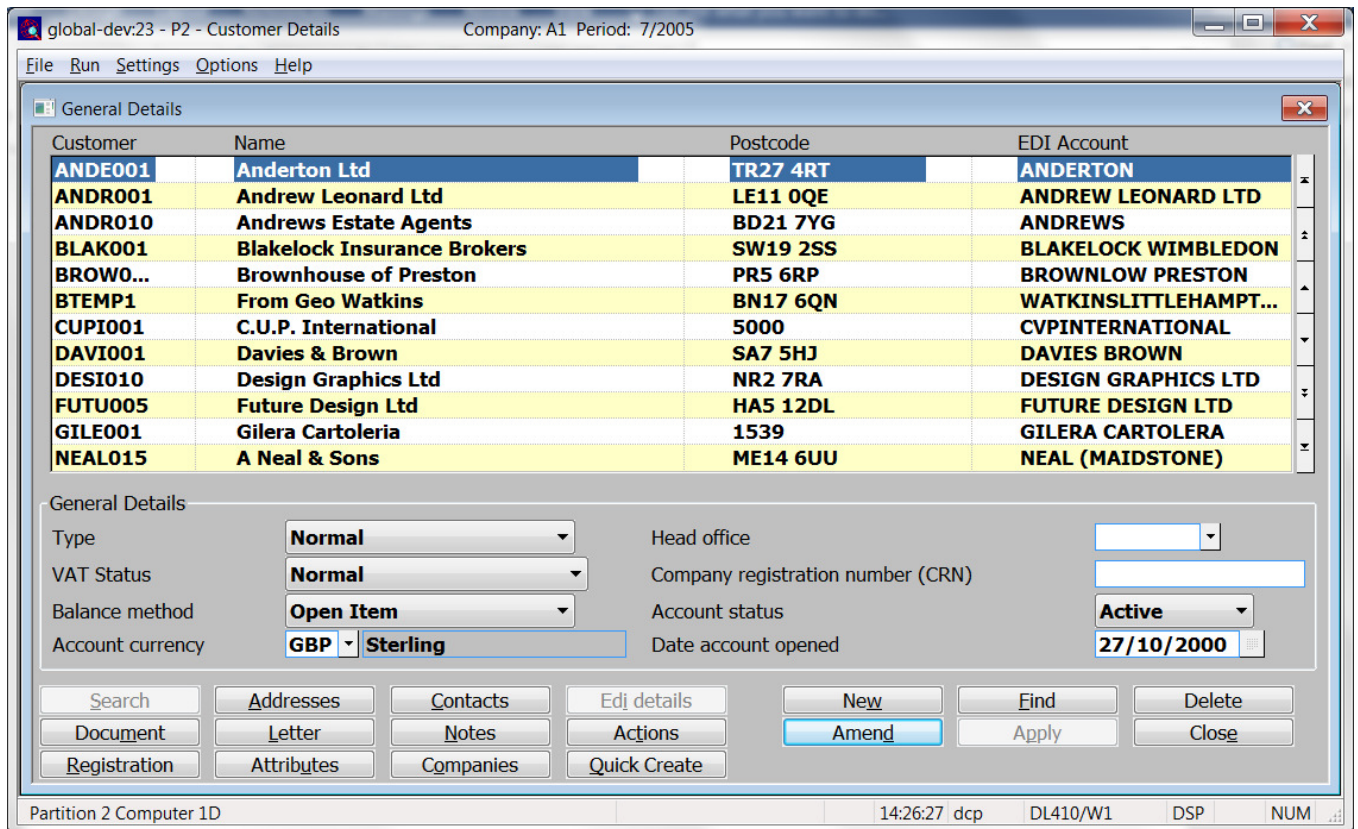 global-dev:23 - P2 - Customer Details Company: A1 Period: 7/2005
File Run Settings Options Help
General Details
Customer Name Postcode EDI Account
ANDE001 Anderton Ltd TR27 4RT ANDERTON
ANDR001 Andrew Leonard Ltd LE11 0QE ANDREW LEONARD LTD
ANDR010 Andrews Estate Agents BD21 7YG ANDREWS
BLAK001 Blakelock Insurance Brokers SW19 2SS BLAKELOCK WIMBLEDON
BROW0... Brownhouse of Preston PR5 6RP BROWNLOW PRESTON
BTEMP1 From Geo Watkins BN17 6QN WATKINSLITTLEHAMPT...
CUPI001 C.U.P. International 5000 CVPINTERNATIONAL
DAVI001 Davies & Brown SA7 5HJ DAVIES BROWN
DESI010 Design Graphics Ltd NR2 7RA DESIGN GRAPHICS LTD
FUTU005 Future Design Ltd HA5 12DL FUTURE DESIGN LTD
GILE001 Gilera Cartoleria 1539 GILERA CARTOLERA
NEAL015 A Neal & Sons ME14 6UU NEAL (MAIDSTONE)
General Details
Type Normal Head office
VAT Status Normal Company registration number (CRN)
Balance method Open Item Account status Active
Account currency GBP Sterling Date account opened 27/10/2000
Search Addresses Contacts Edi details New Find Delete
Document Letter Notes Actions Amend Apply Close
Registration Attributes Companies Quick Create
Partition 2 Computer 1D 14:26:27 dcp DL410/W1 DSP NUM